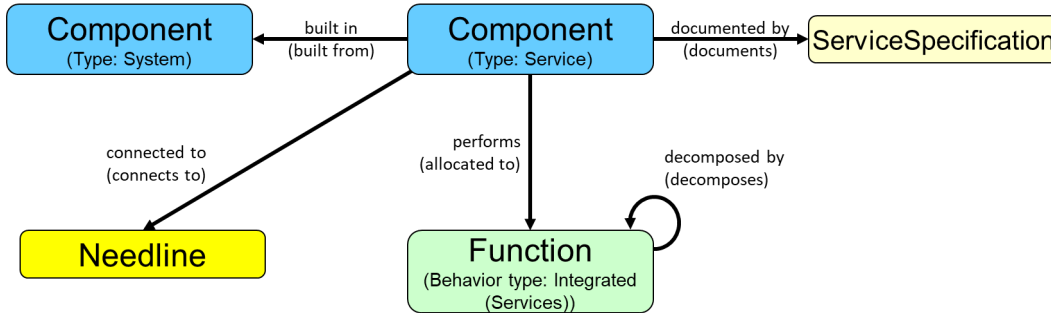 Component
(Type: System)
built in
(built from)
Component
(Type: Service)
documented by
(documents)
ServiceSpecification
connected to
(connects to)
performs
(allocated to)
decomposed by
(decomposes)
Needline
Function
(Behavior type: Integrated
(Services))